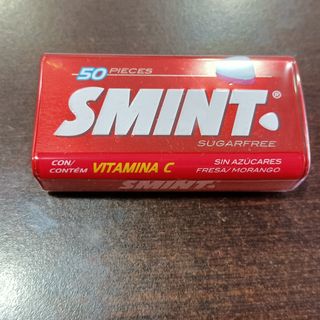 50 PIECES
SMINT®
SUGARFREE
CON/ CONTÉM VITAMINA C
SIN AZÚCARES
FRESA/MORANGO
SMINT